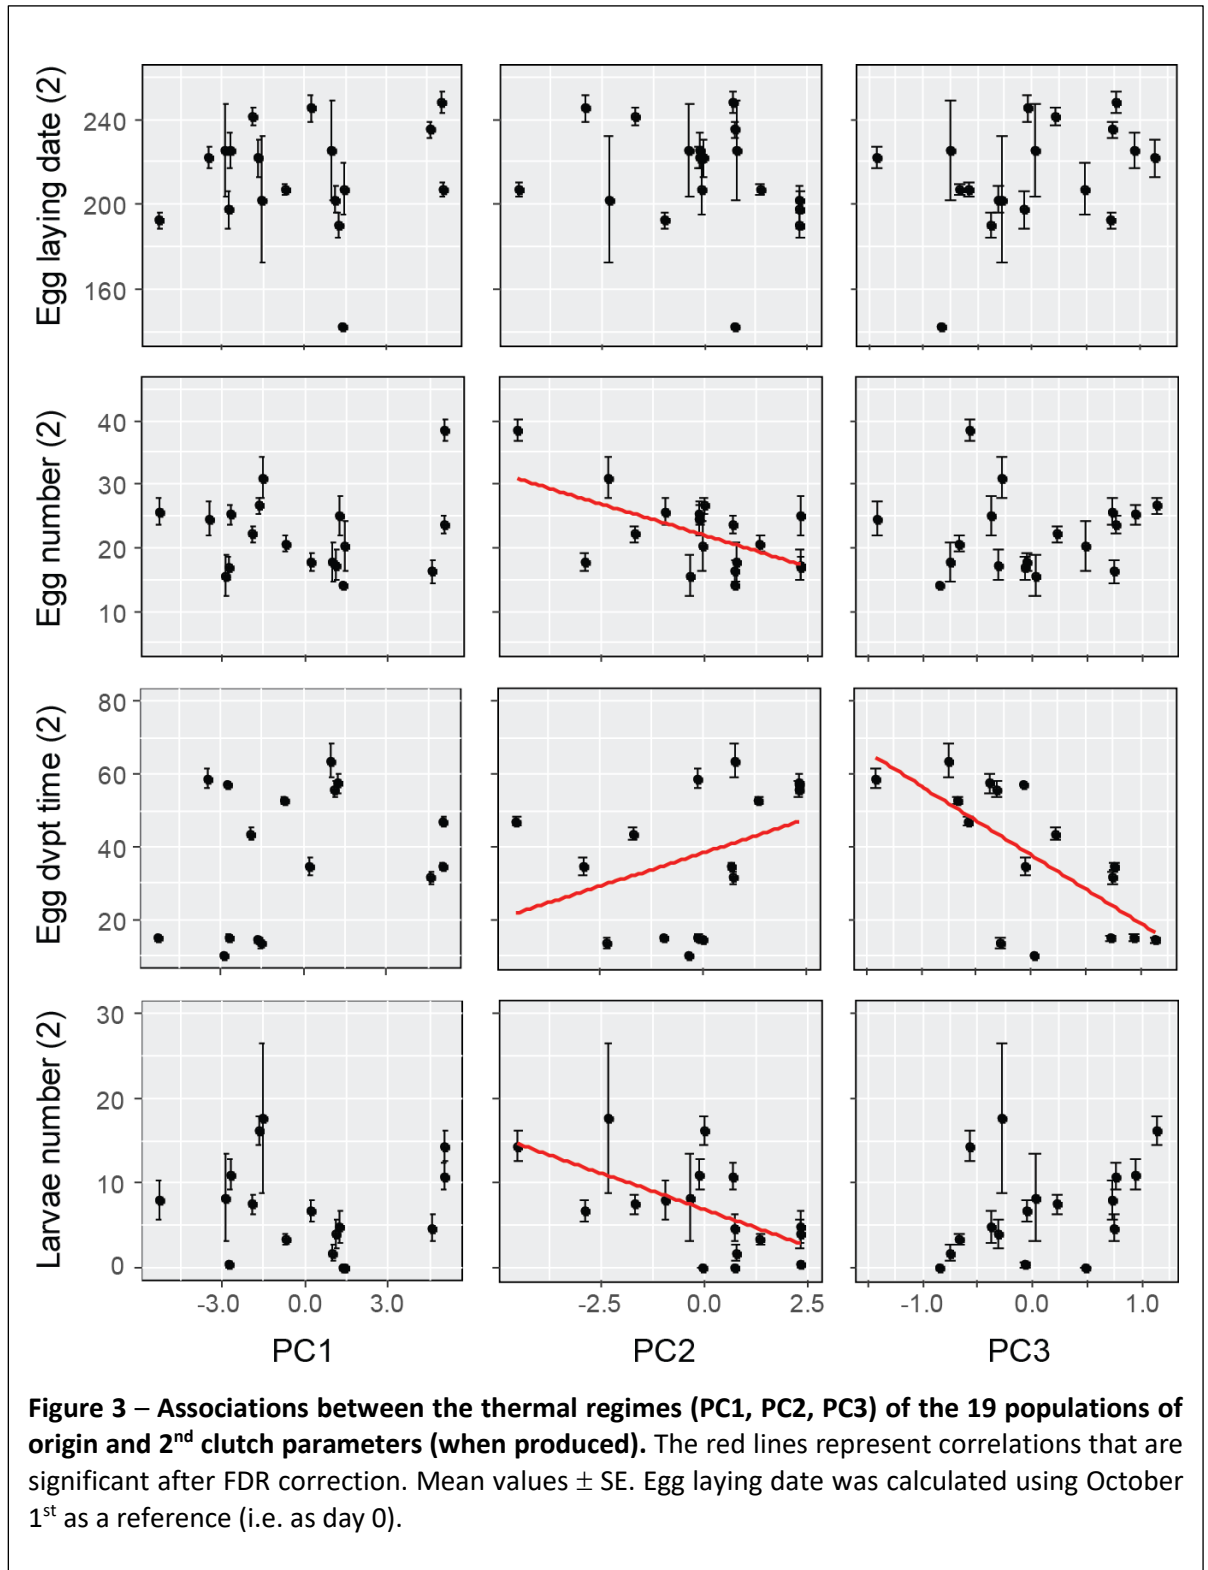 Egg laying date (2)
240
200
160
Egg number (2)
40
30
20
10
Egg dvpt time (2)
80
60
40
20
Larvae number (2)
30
20
10
0
-3.0 0.0 3.0
-2.5 0.0 2.5
-1.0 0.0 1.0
PC1 PC2 PC3
Figure 3 – Associations between the thermal regimes (PC1, PC2, PC3) of the 19 populations of
origin and 2nd clutch parameters (when produced). The red lines represent correlations that are
significant after FDR correction. Mean values ± SE. Egg laying date was calculated using October
1st as a reference (i.e. as day 0).